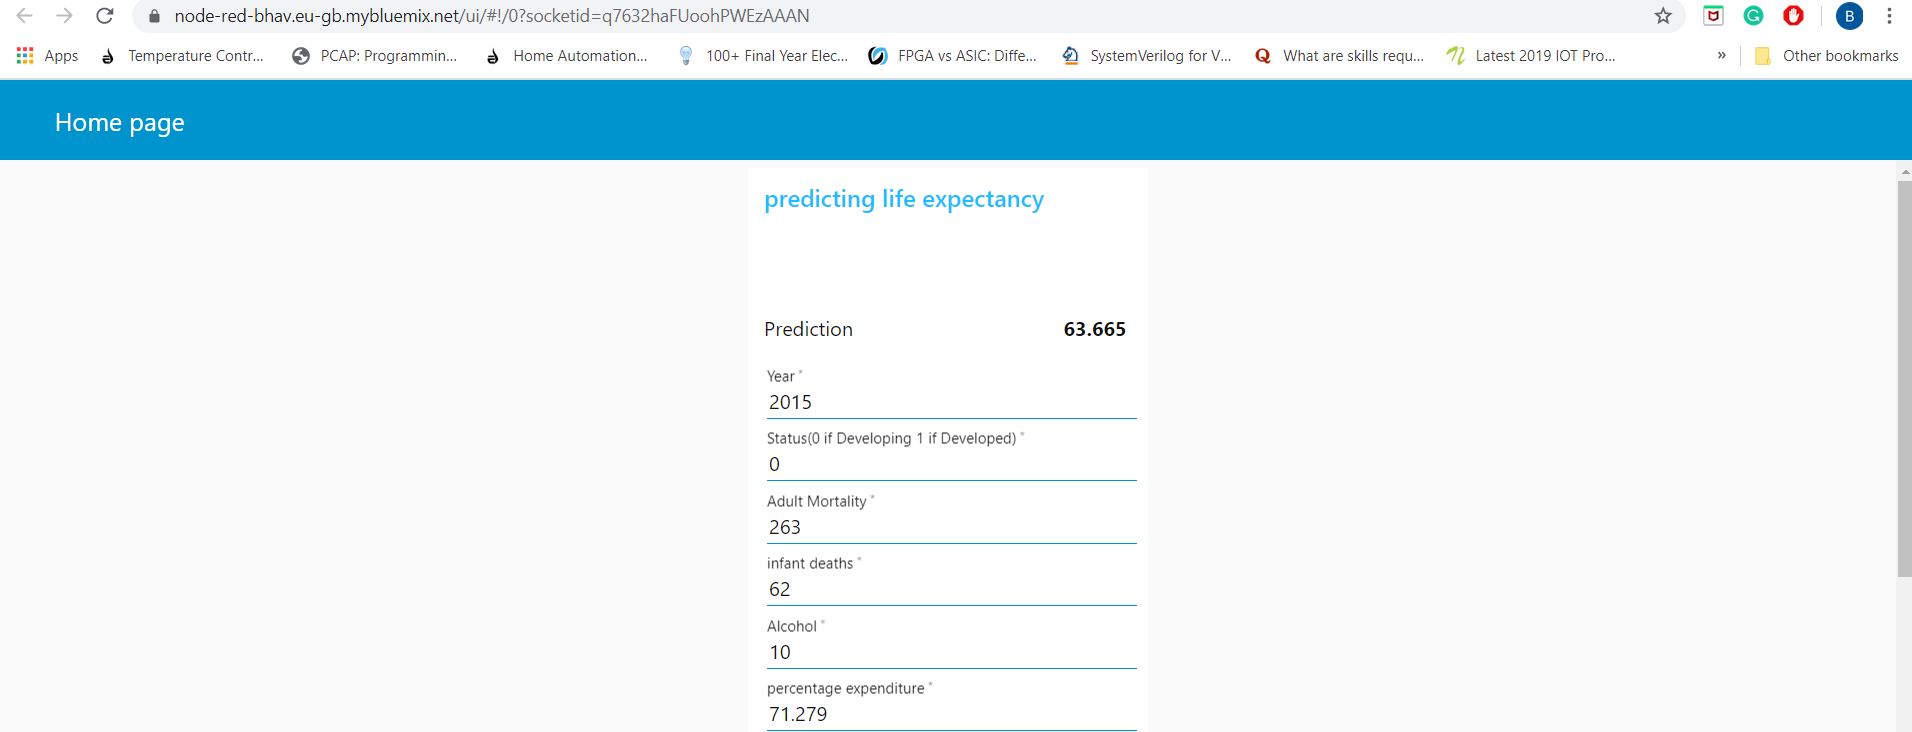 node-red-bhav.eu-gb.mybluemix.net/ui/#!/0?socketid=q7632haFUoohPWEzAAAN
B
Apps Temperature Contr... PCAP: Programmin... Home Automation... 100+ Final Year Elec... FPGA vs ASIC: Diffe... SystemVerilog for V... What are skills requ... Latest 2019 IOT Pro... » Other bookmarks
Home page
predicting life expectancy
Prediction 63.665
Year *
2015
Status(0 if Developing 1 if Developed) *
0
Adult Mortality *
263
infant deaths *
62
Alcohol *
10
percentage expenditure *
71.279